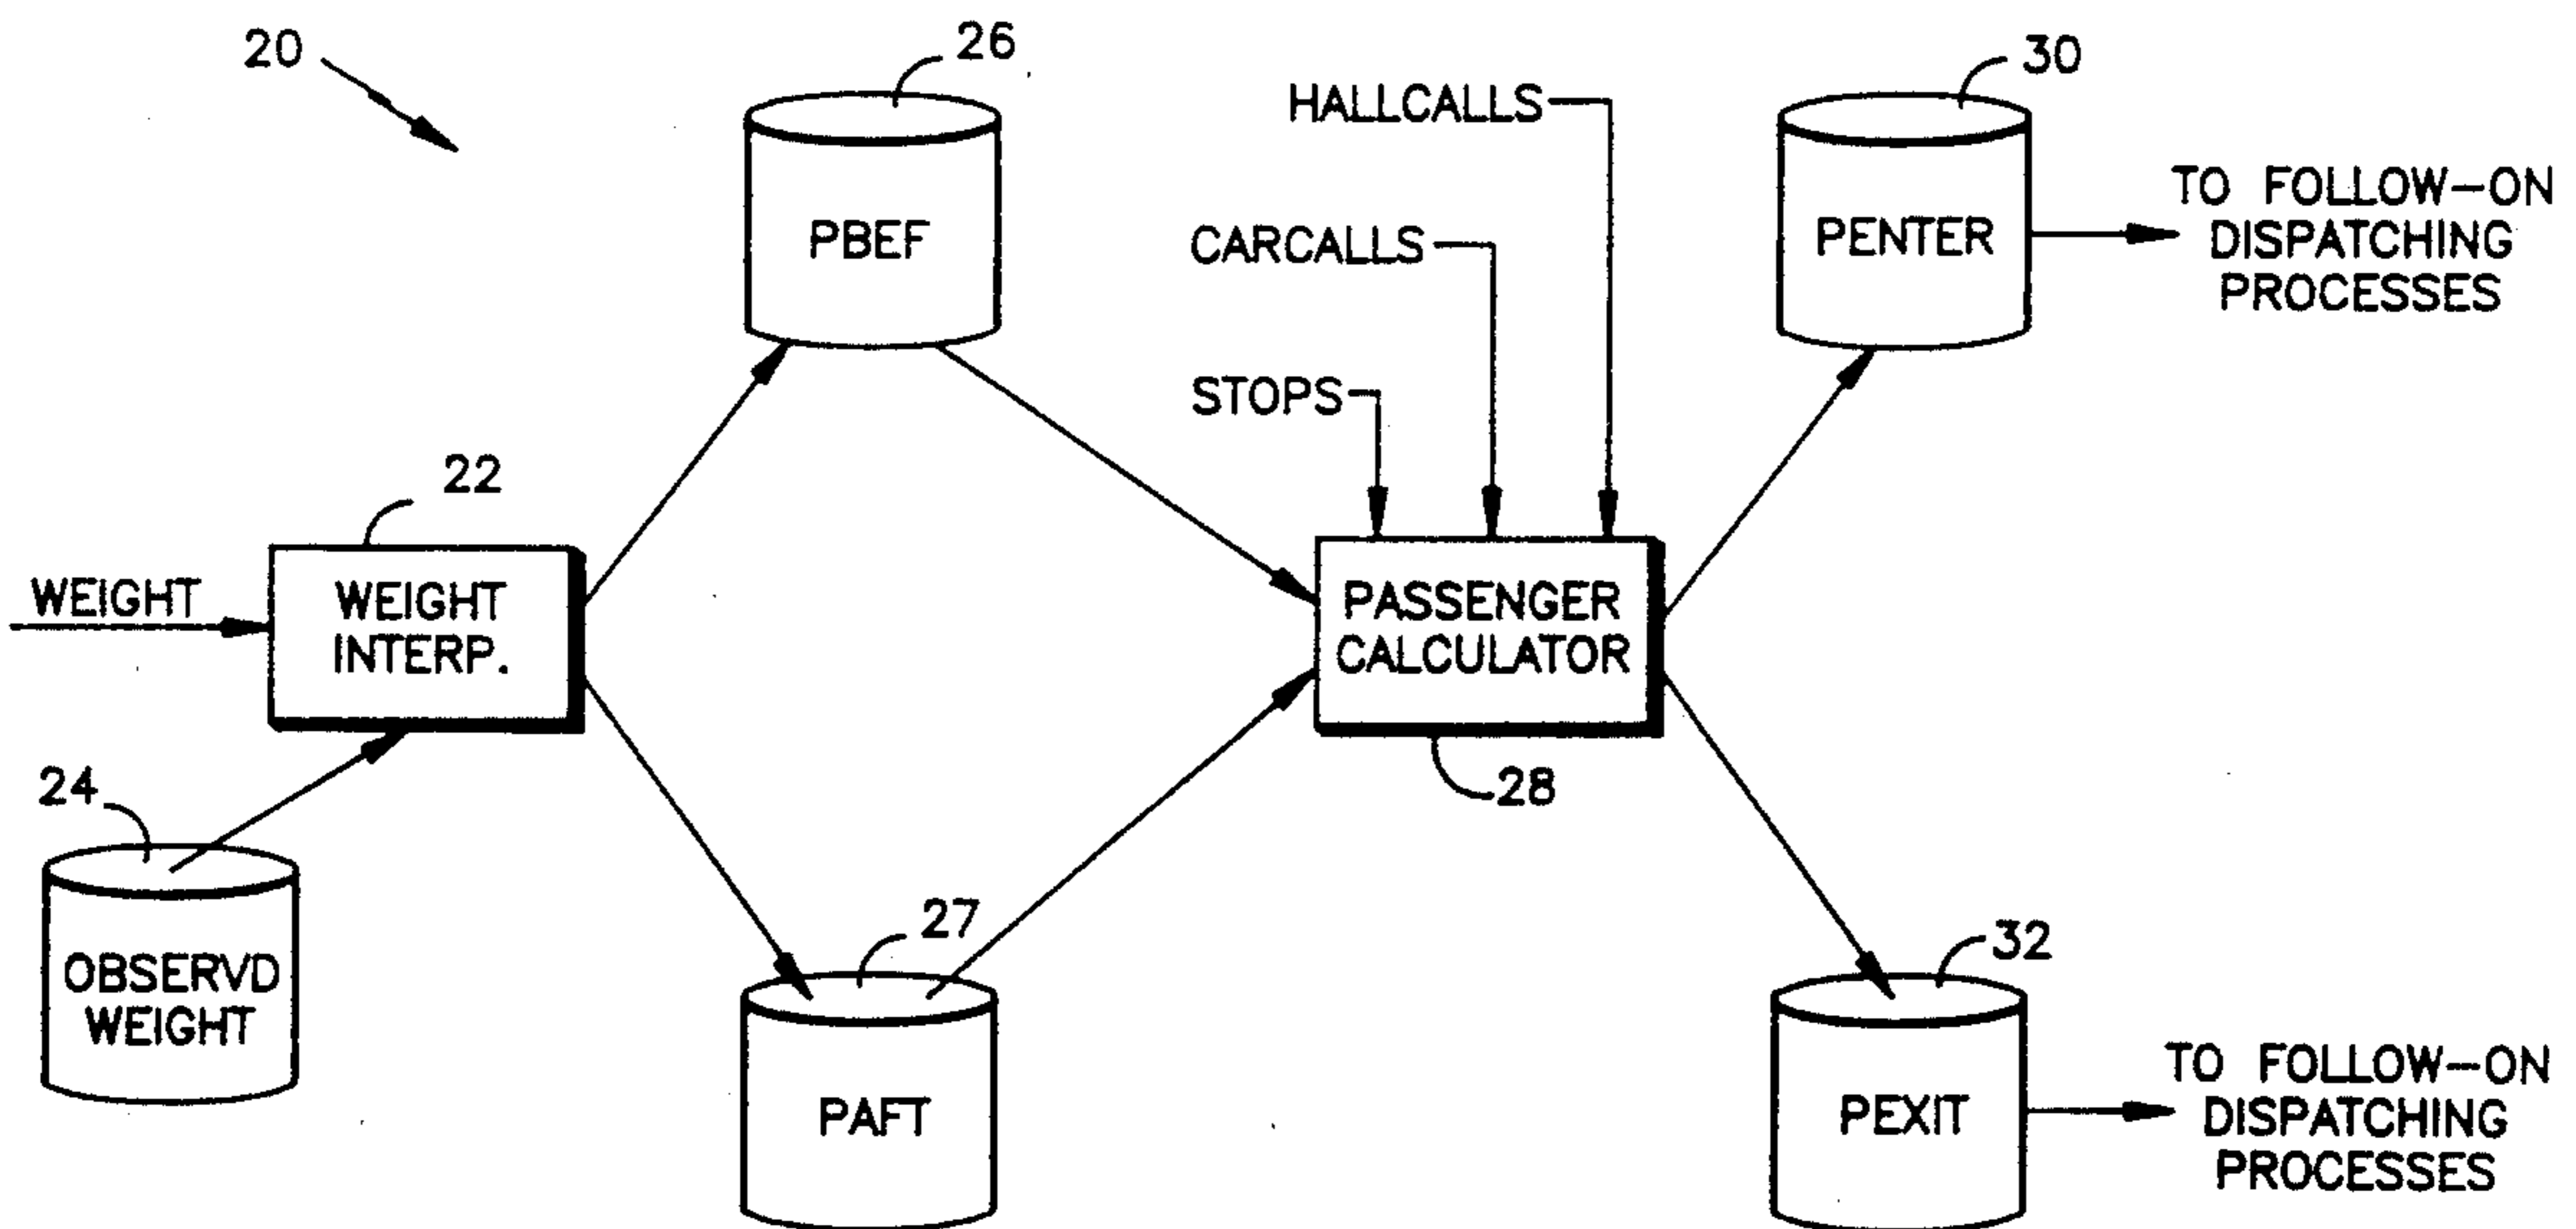 20
26
HALLCALLS
30
CARCALLS
PBEF
PENTER
TO FOLLOW-ON
DISPATCHING
PROCESSES
STOPS
22
WEIGHT
WEIGHT
INTERP.
PASSENGER
CALCULATOR
24
28
OBSERVD
WEIGHT
27
PAFT
32
PEXIT
TO FOLLOW-ON
DISPATCHING
PROCESSES